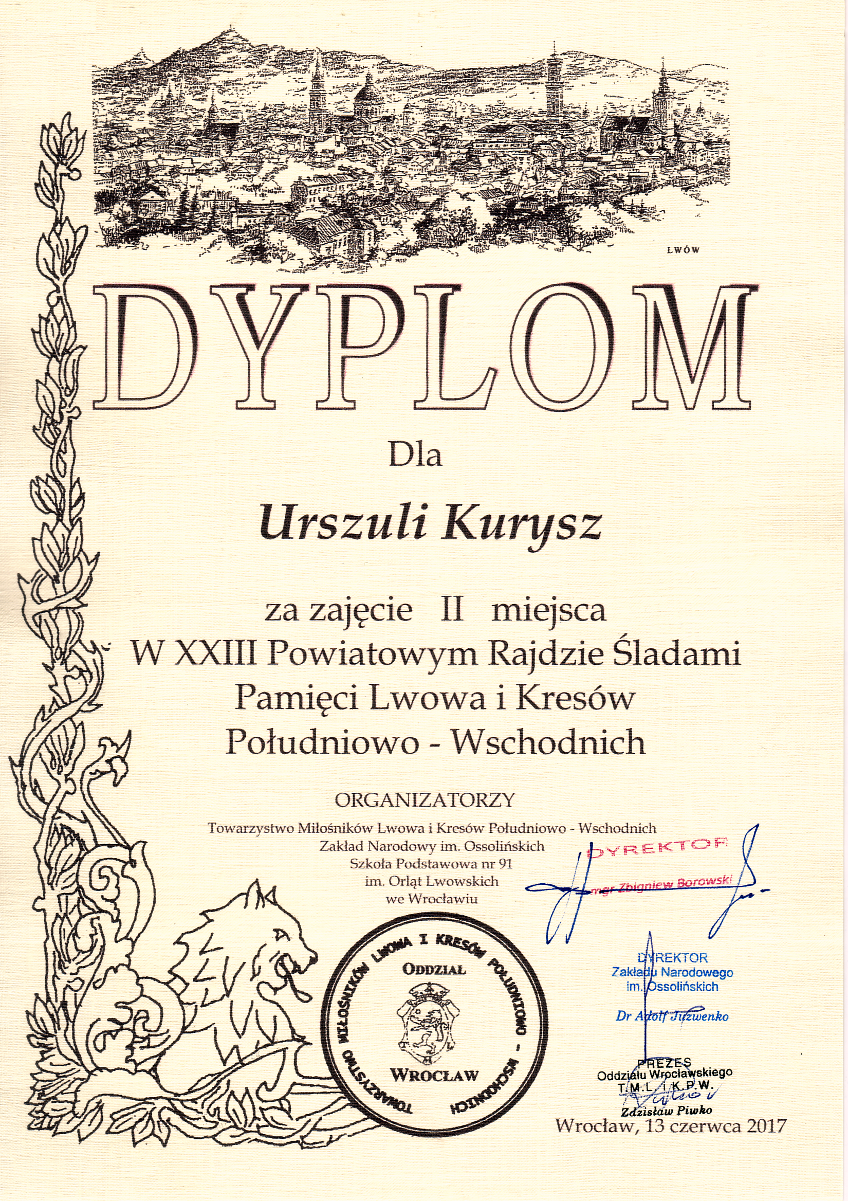 LWÓW
DYPLOM
Dla
Urszuli Kurysz
za zajęcie II miejsca
W XXIII Powiatowym Rajdzie Śladami
Pamięci Lwowa i Kresów
Południowo - Wschodnich
ORGANIZATORZY
Towarzystwo Miłośników Lwowa i Kresów Południowo - Wschodnich
Zakład Narodowy im. Ossolińskich
Szkoła Podstawowa nr 91
im. Orląt Lwowskich
we Wrocławiu
DYREKTOR
mgr Zbigniew Borowski
TOWARZYSTWO MIŁOŚNIKÓW LWOWA I KRESÓW POŁUDNIOWO - WSCHODNICH
ODDZIAŁ
WROCŁAW
DYREKTOR
Zakładu Narodowego
im. Ossolińskich
Dr Adolf Juzwenko
PREZES
Oddziału Wrocławskiego
T.M.L. i K.P.W.
Zdzisław Piwko
Wrocław, 13 czerwca 2017